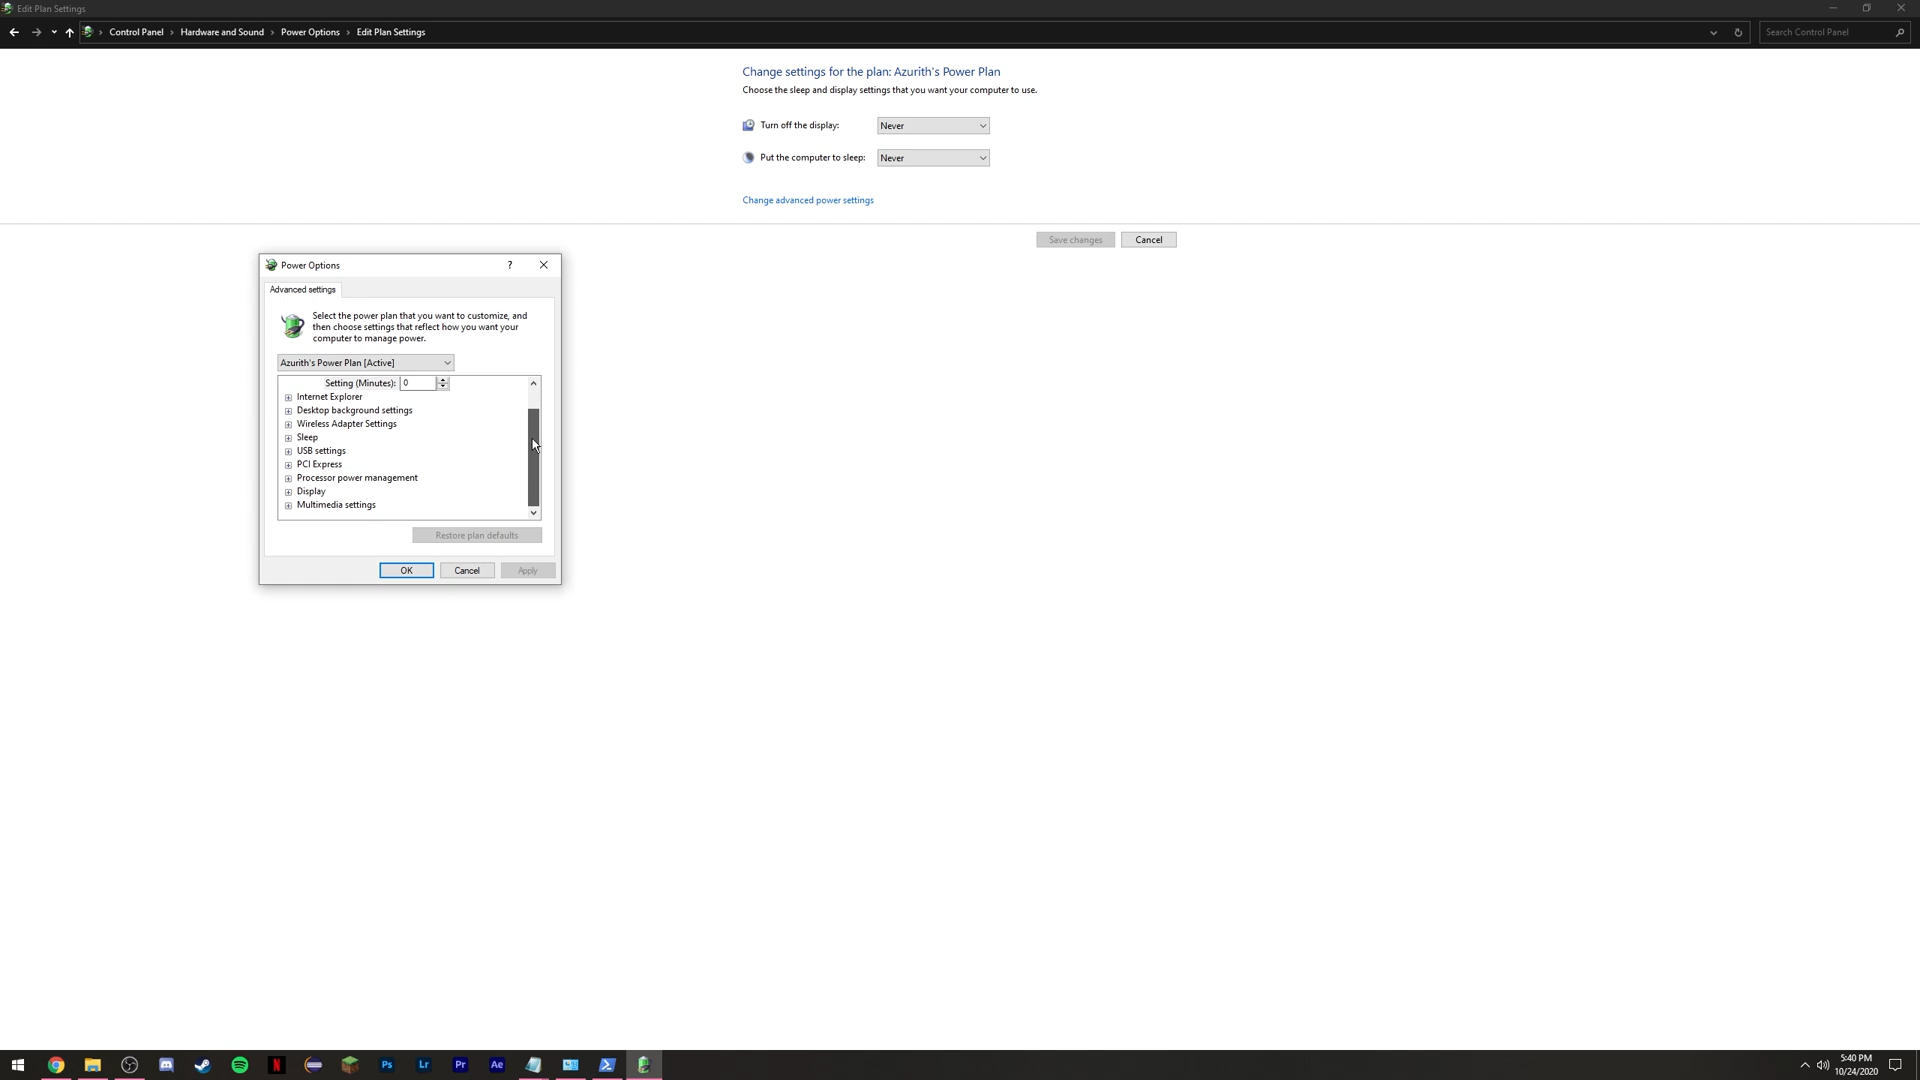 Edit Plan Settings
Control Panel › Hardware and Sound › Power Options › Edit Plan Settings
Search Control Panel
Change settings for the plan: Azurith's Power Plan
Choose the sleep and display settings that you want your computer to use.
Turn off the display: Never
Put the computer to sleep: Never
Change advanced power settings
Save changes Cancel
Power Options ?
Advanced settings
Select the power plan that you want to customize, and
then choose settings that reflect how you want your
computer to manage power.
Azurith's Power Plan [Active]
Setting (Minutes): 0
Internet Explorer
Desktop background settings
Wireless Adapter Settings
Sleep
USB settings
PCI Express
Processor power management
Display
Multimedia settings
Restore plan defaults
OK Cancel Apply
N Ps Lr Pr Ae
5:40 PM
10/24/2020